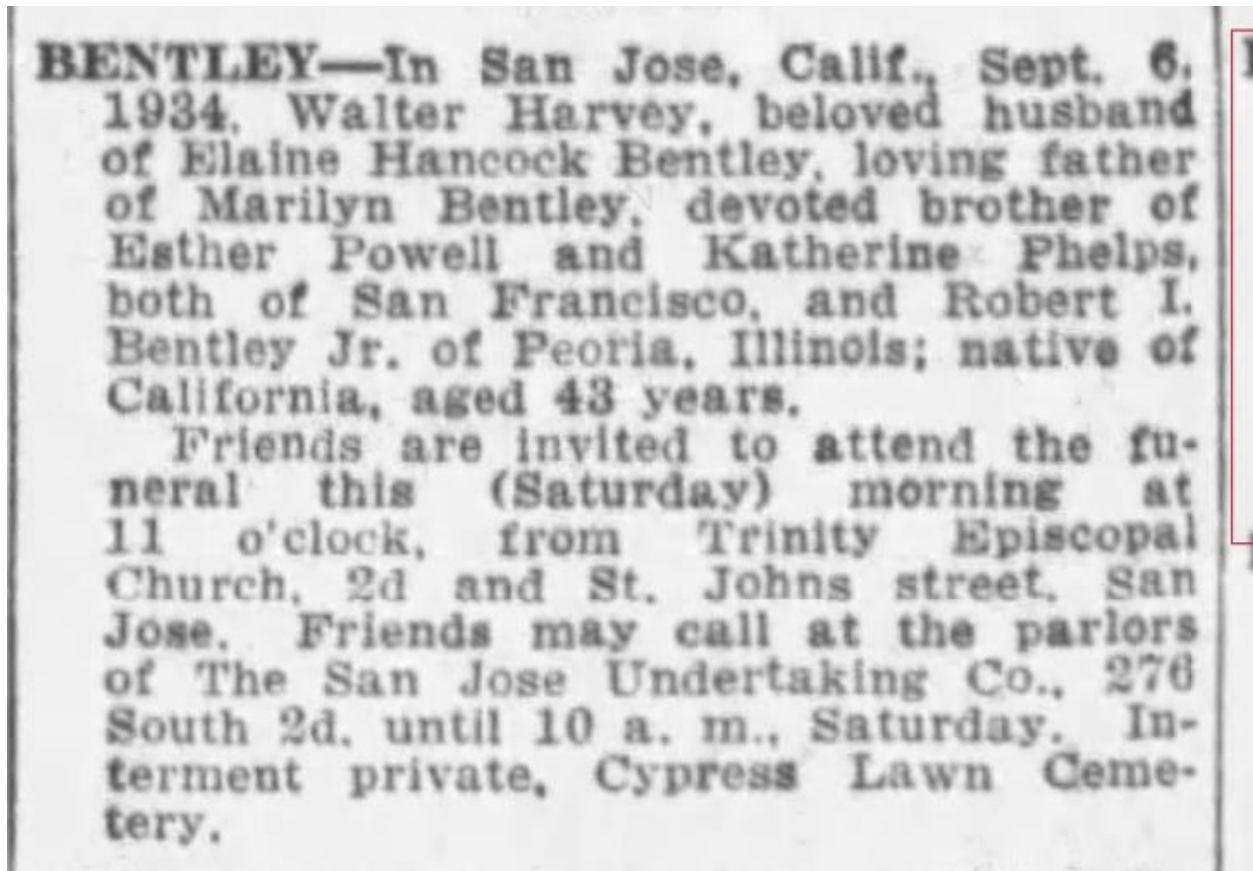 BENTLEY—In San Jose, Calif., Sept. 6,
1934, Walter Harvey, beloved husband
of Elaine Hancock Bentley, loving father
of Marilyn Bentley, devoted brother of
Esther Powell and Katherine Phelps,
both of San Francisco, and Robert I.
Bentley Jr. of Peoria, Illinois; native of
California, aged 43 years.
Friends are invited to attend the fu-
neral this (Saturday) morning at
11 o'clock, from Trinity Episcopal
Church, 2d and St. Johns street, San
Jose. Friends may call at the parlors
of The San Jose Undertaking Co., 276
South 2d, until 10 a. m., Saturday. In-
terment private, Cypress Lawn Ceme-
tery.